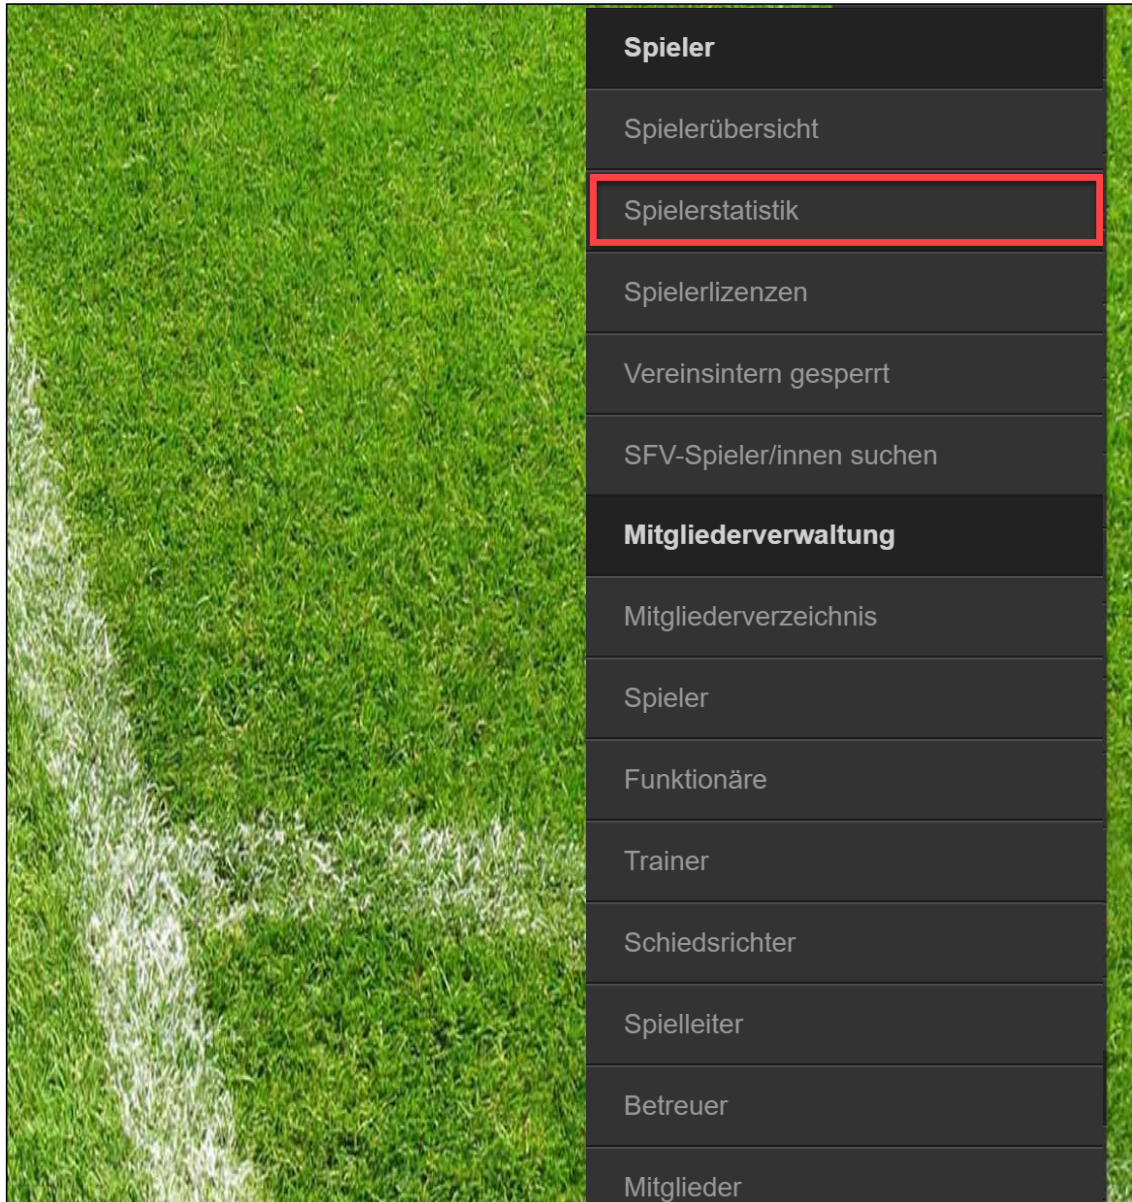 Spieler
Spielerübersicht
Spielerstatistik
Spielerlizenzen
Vereinsintern gesperrt
SFV-Spieler/innen suchen
Mitgliederverwaltung
Mitgliederverzeichnis
Spieler
Funktionäre
Trainer
Schiedsrichter
Spielleiter
Betreuer
Mitglieder